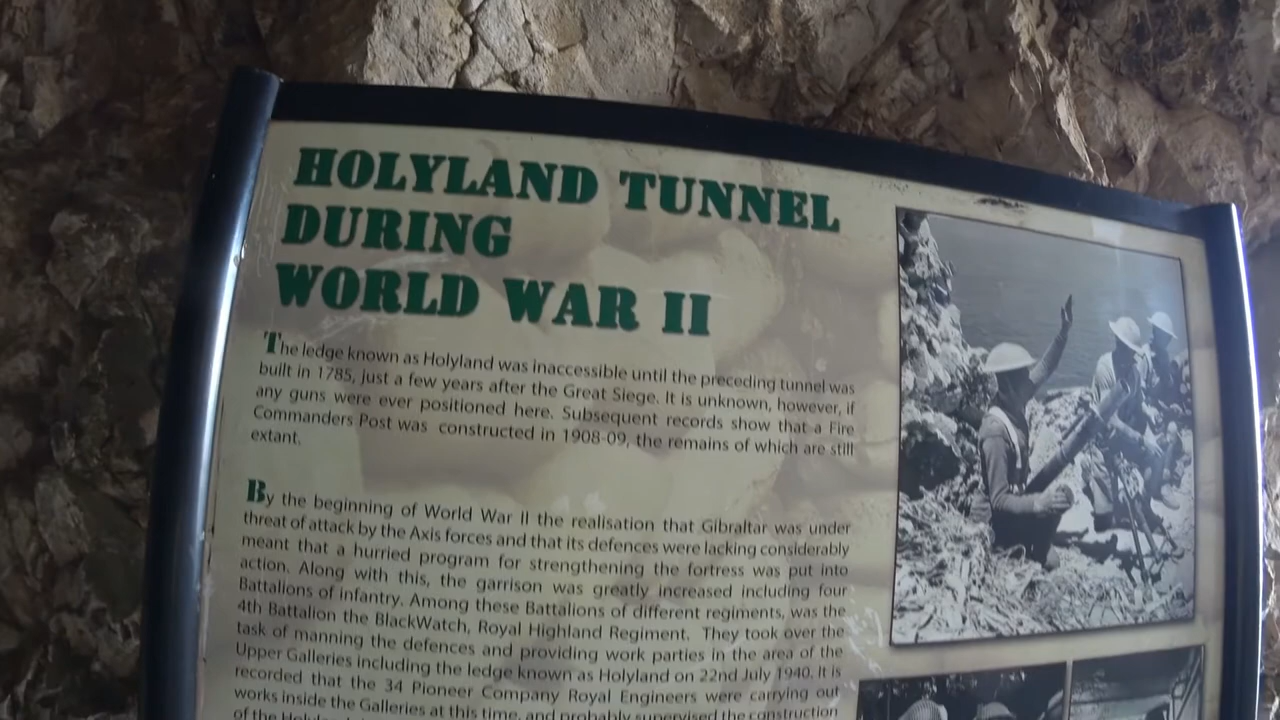 HOLYLAND TUNNEL
DURING
WORLD WAR II
The ledge known as Holyland was inaccessible until the preceding tunnel was
built in 1785, just a few years after the Great Siege. It is unknown, however, if
any guns were ever positioned here. Subsequent records show that a Fire
Commanders Post was constructed in 1908-09, the remains of which are still
extant.
By the beginning of World War II the realisation that Gibraltar was under
threat of attack by the Axis forces and that its defences were lacking considerably
meant that a hurried program for strengthening the fortress was put into
action. Along with this, the garrison was greatly increased including four
Battalions of infantry. Among these Battalions of different regiments, was the
4th Battalion the BlackWatch, Royal Highland Regiment. They took over the
task of manning the defences and providing work parties in the area of the
Upper Galleries including the ledge known as Holyland on 22nd July 1940. It is
recorded that the 34 Pioneer Company Royal Engineers were carrying out
works inside the Galleries at this time, and probably supervised the construction
of the